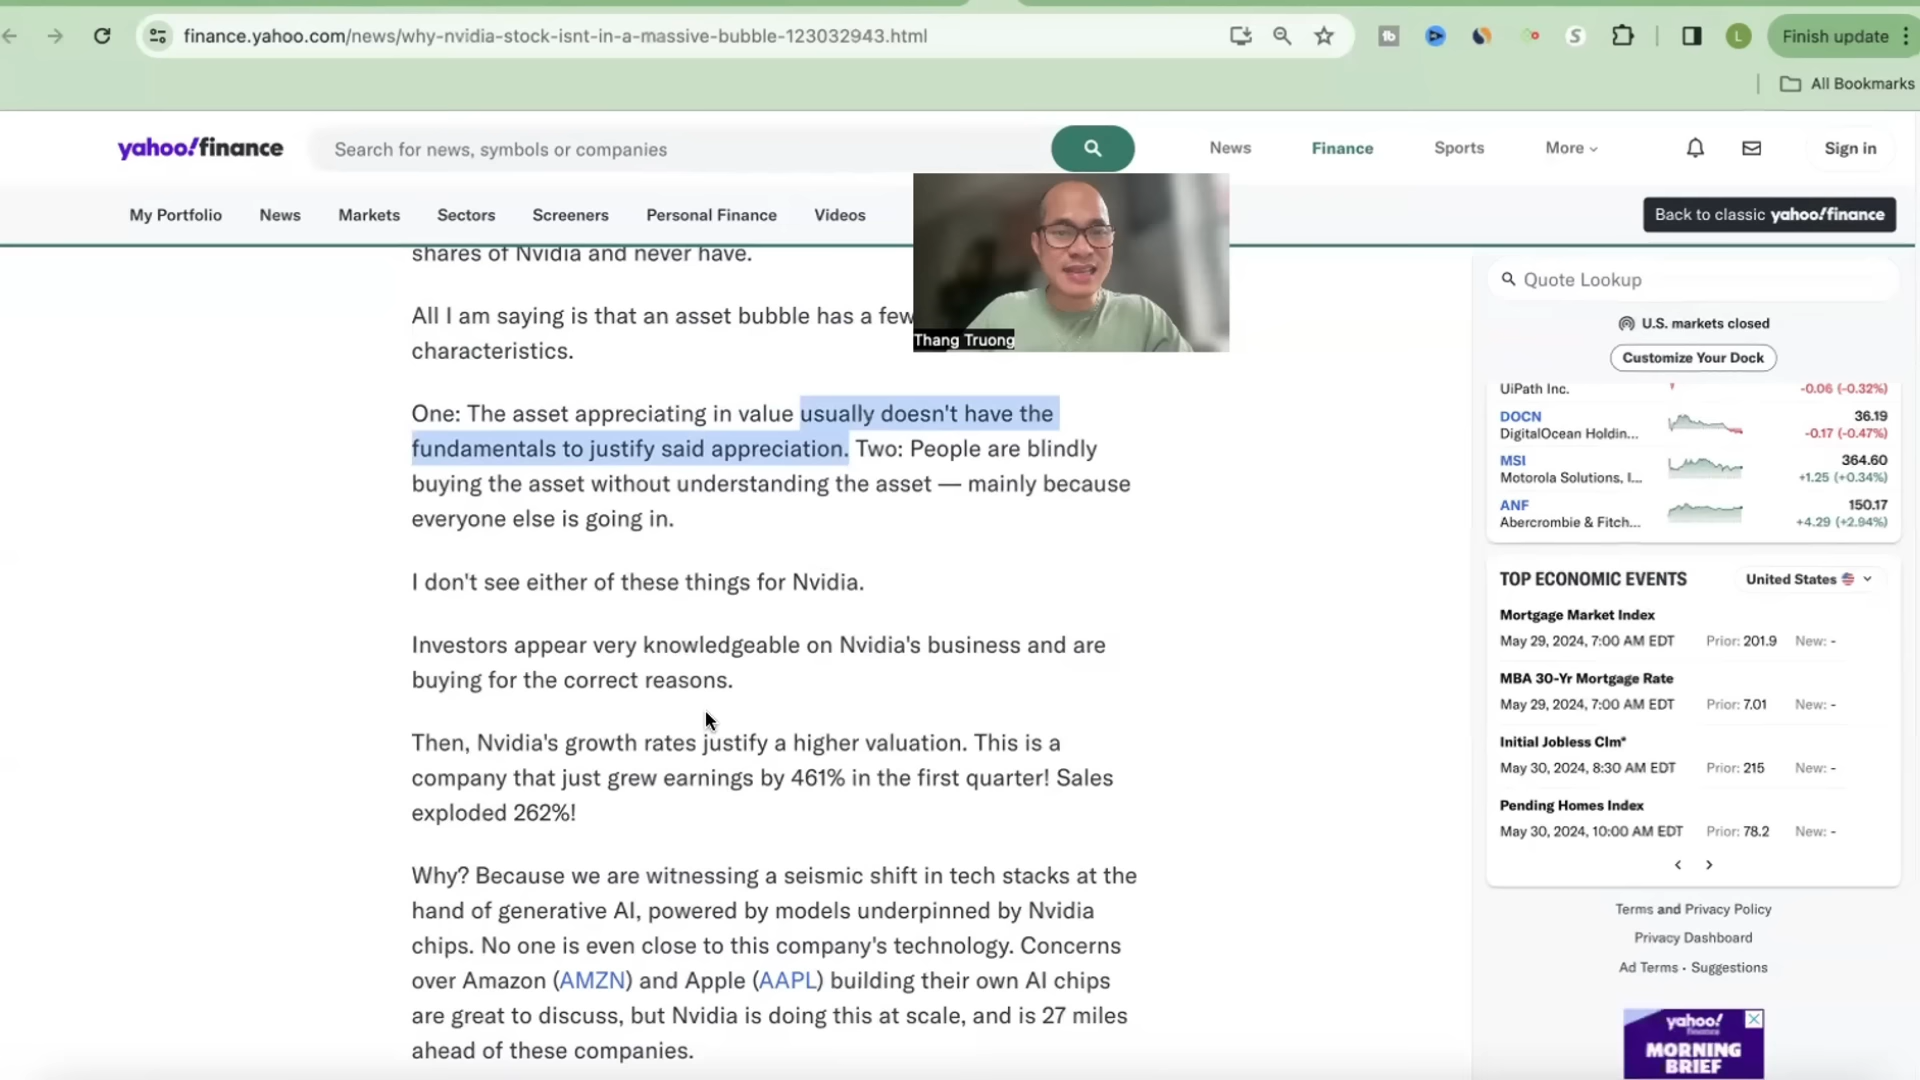 finance.yahoo.com/news/why-nvidia-stock-isnt-in-a-massive-bubble-123032943.html
fb
S
L
Finish update
All Bookmarks
yahoo!finance
Search for news, symbols or companies
News
Finance
Sports
More
Sign in
My Portfolio
News
Markets
Sectors
Screeners
Personal Finance
Videos
Back to classic yahoo!finance
Thang Truong
shares of Nvidia and never have.
All I am saying is that an asset bubble has a few
characteristics.
One: The asset appreciating in value usually doesn't have the
fundamentals to justify said appreciation. Two: People are blindly
buying the asset without understanding the asset — mainly because
everyone else is going in.
I don't see either of these things for Nvidia.
Investors appear very knowledgeable on Nvidia's business and are
buying for the correct reasons.
Then, Nvidia's growth rates justify a higher valuation. This is a
company that just grew earnings by 461% in the first quarter! Sales
exploded 262%!
Why? Because we are witnessing a seismic shift in tech stacks at the
hand of generative AI, powered by models underpinned by Nvidia
chips. No one is even close to this company's technology. Concerns
over Amazon (AMZN) and Apple (AAPL) building their own AI chips
are great to discuss, but Nvidia is doing this at scale, and is 27 miles
ahead of these companies.
Quote Lookup
U.S. markets closed
Customize Your Dock
UiPath Inc. -0.06 (-0.32%)
DOCN 36.19
DigitalOcean Holdin... -0.17 (-0.47%)
MSI 364.60
Motorola Solutions, I... +1.25 (+0.34%)
ANF 150.17
Abercrombie & Fitch... +4.29 (+2.94%)
TOP ECONOMIC EVENTS United States
Mortgage Market Index
May 29, 2024, 7:00 AM EDT Prior: 201.9 New: -
MBA 30-Yr Mortgage Rate
May 29, 2024, 7:00 AM EDT Prior: 7.01 New: -
Initial Jobless Clm*
May 30, 2024, 8:30 AM EDT Prior: 215 New: -
Pending Homes Index
May 30, 2024, 10:00 AM EDT Prior: 78.2 New: -
Terms and Privacy Policy
Privacy Dashboard
Ad Terms • Suggestions
yahoo!
finance
MORNING
BRIEF